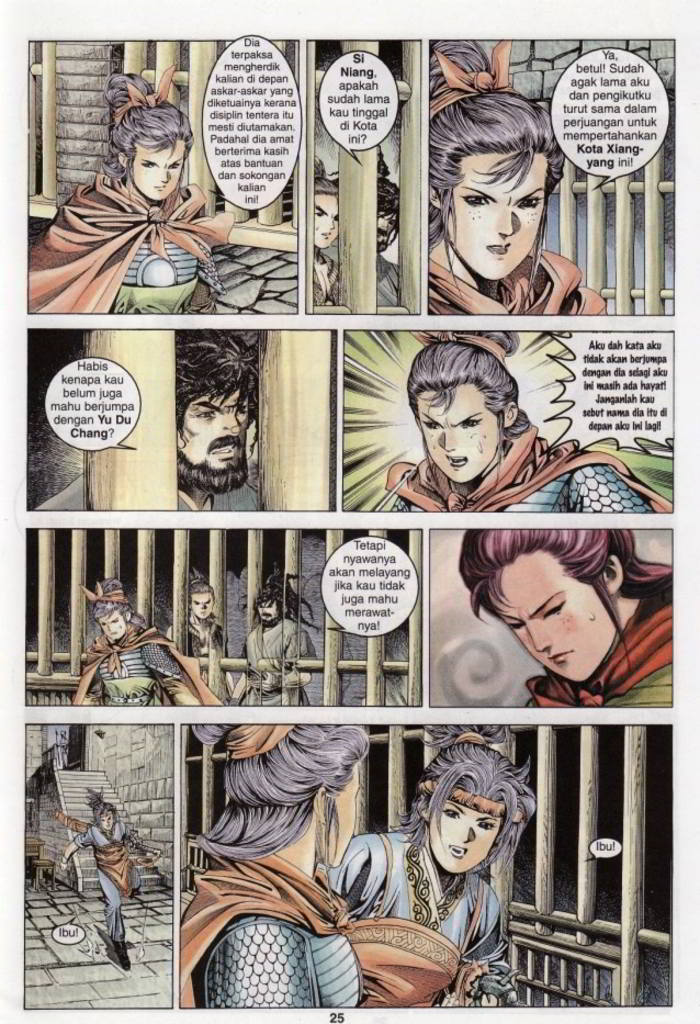 Dia
terpaksa
mengherdik
kalian di depan
askar-askar yang
diketuainya kerana
disiplin tentera itu
mesti diutamakan.
Padahal dia amat
berterima kasih
atas bantuan
dan sokongan
kalian
ini!
Si
Niang,
apakah
sudah lama
kau tinggal
di Kota
ini?
Ya,
betul! Sudah
agak lama aku
dan pengikutku
turut sama dalam
perjuangan untuk
mempertahankan
Kota Xiang-
yang ini!
Habis
kenapa kau
belum juga
mahu berjumpa
dengan Yu Du
Chang?
Aku dah kata aku
tidak akan berjumpa
dengan dia selagi aku
ini masih ada hayat!
Janganlah kau
sebut nama dia itu di
depan aku ini lagi!
Tetapi
nyawanya
akan melayang
jika kau tidak
juga mahu
merawat-
nya!
Ibu!
Ibu!
25